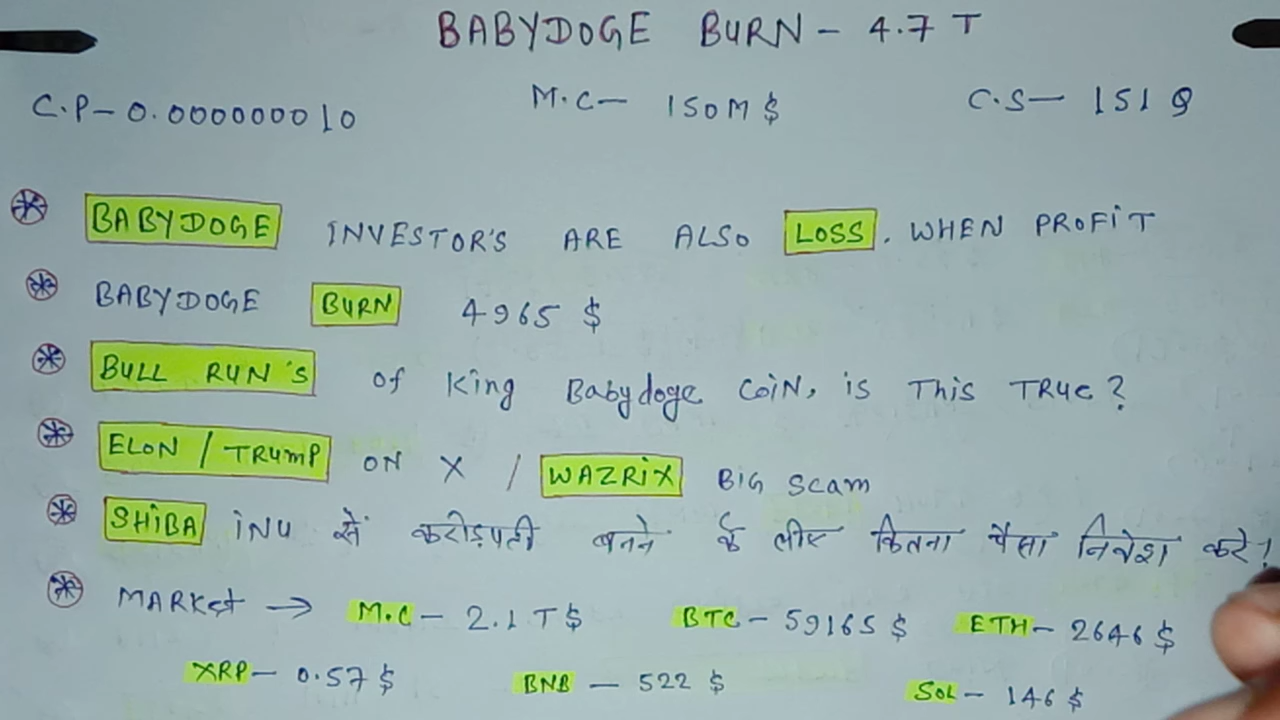 BABYDOGE BURN - 4.7 T
C.P - 0.0000000010 M.C - 150M $ C.S - 151 Q
BABYDOGE INVESTOR'S ARE ALSO LOSS. WHEN PROFiT
BABYDOGE BURN 4965 $
BULL RUN'S of King Babydoge CoiN, is This TRUe?
ELON / TRUMP ON X / WAZRiX BiG Scam
SHiBA iNU से करोड़पती बनने के लीए कितना पैसा निवेश करे!
MARKet → M.C - 2.1 T $ BTC - 59165 $ ETH - 2646 $
XRP - 0.57 $ BNB - 522 $ SOL - 146 $